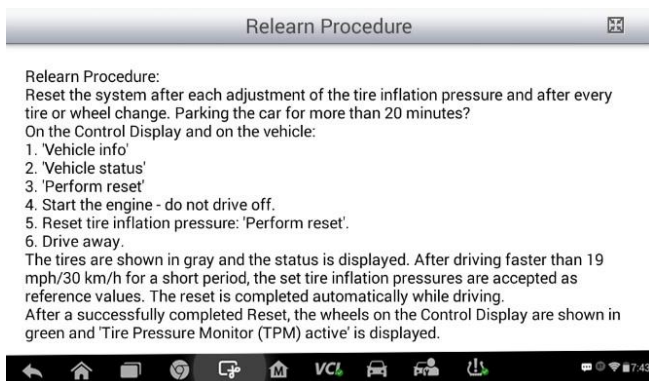 Relearn Procedure
Relearn Procedure:
Reset the system after each adjustment of the tire inflation pressure and after every
tire or wheel change. Parking the car for more than 20 minutes?
On the Control Display and on the vehicle:
1. 'Vehicle info'
2. 'Vehicle status'
3. 'Perform reset'
4. Start the engine - do not drive off.
5. Reset tire inflation pressure: 'Perform reset'.
6. Drive away.
The tires are shown in gray and the status is displayed. After driving faster than 19
mph/30 km/h for a short period, the set tire inflation pressures are accepted as
reference values. The reset is completed automatically while driving.
After a successfully completed Reset, the wheels on the Control Display are shown in
green and 'Tire Pressure Monitor (TPM) active' is displayed.
M VCI 7:43